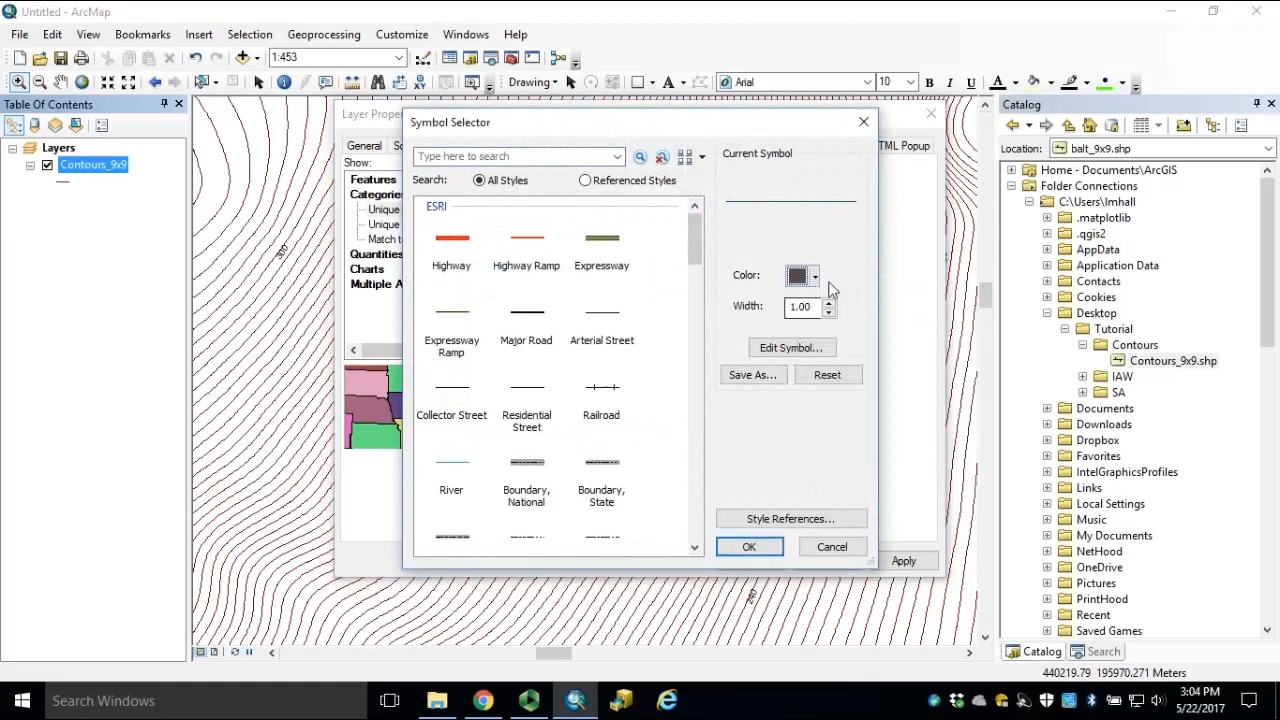 Untitled - ArcMap
File Edit View Bookmarks Insert Selection Geoprocessing Customize Windows Help
1:453
Drawing Arial 10 B I U A
Table Of Contents
Layers
Contours_9x9
300
240
Layer Prope
General
TML Popup
Show:
Features
Categorie
Unique
Unique
Match to
Quantities
Charts
Multiple A
Apply
Symbol Selector
Type here to search
Search: All Styles Referenced Styles
ESRI
Highway Highway Ramp Expressway
Expressway Ramp Major Road Arterial Street
Collector Street Residential Street Railroad
River Boundary, National Boundary, State
Current Symbol
Color:
Width: 1.00
Edit Symbol...
Save As... Reset
Style References...
OK Cancel
Catalog
Location: balt_9x9.shp
Home - Documents\ArcGIS
Folder Connections
C:\Users\lmhall
.matplotlib
.qgis2
AppData
Application Data
Contacts
Cookies
Desktop
Tutorial
Contours
Contours_9x9.shp
IAW
SA
Documents
Downloads
Dropbox
Favorites
IntelGraphicsProfiles
Links
Local Settings
Music
My Documents
NetHood
OneDrive
Pictures
PrintHood
Recent
Saved Games
Catalog Search
440219.79 195970.271 Meters
Search Windows
3:04 PM
5/22/2017